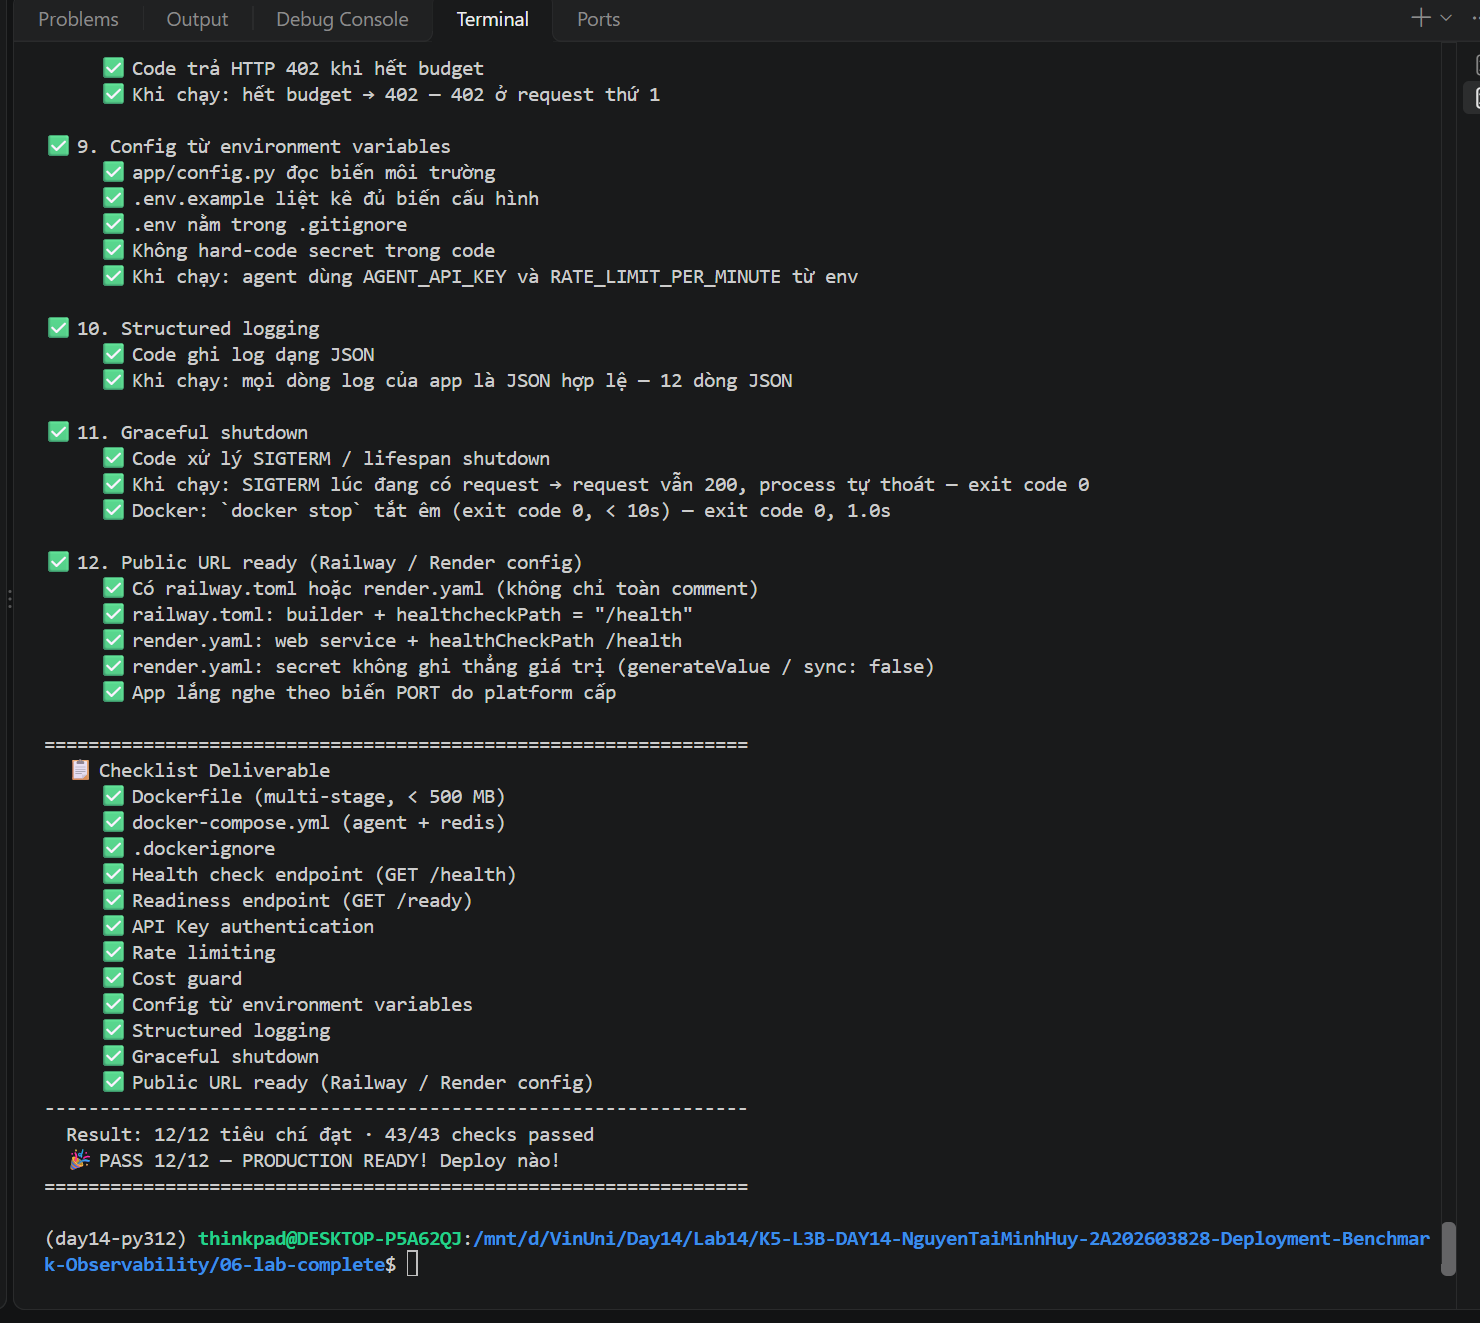 Problems Output Debug Console Terminal Ports
✅ Code trả HTTP 402 khi hết budget
✅ Khi chạy: hết budget → 402 — 402 ở request thứ 1
✅ 9. Config từ environment variables
✅ app/config.py đọc biến môi trường
✅ .env.example liệt kê đủ biến cấu hình
✅ .env nằm trong .gitignore
✅ Không hard-code secret trong code
✅ Khi chạy: agent dùng AGENT_API_KEY và RATE_LIMIT_PER_MINUTE từ env
✅ 10. Structured logging
✅ Code ghi log dạng JSON
✅ Khi chạy: mọi dòng log của app là JSON hợp lệ — 12 dòng JSON
✅ 11. Graceful shutdown
✅ Code xử lý SIGTERM / lifespan shutdown
✅ Khi chạy: SIGTERM lúc đang có request → request vẫn 200, process tự thoát — exit code 0
✅ Docker: `docker stop` tắt êm (exit code 0, < 10s) — exit code 0, 1.0s
✅ 12. Public URL ready (Railway / Render config)
✅ Có railway.toml hoặc render.yaml (không chỉ toàn comment)
✅ railway.toml: builder + healthcheckPath = "/health"
✅ render.yaml: web service + healthCheckPath /health
✅ render.yaml: secret không ghi thẳng giá trị (generateValue / sync: false)
✅ App lắng nghe theo biến PORT do platform cấp
================================================================
📋 Checklist Deliverable
✅ Dockerfile (multi-stage, < 500 MB)
✅ docker-compose.yml (agent + redis)
✅ .dockerignore
✅ Health check endpoint (GET /health)
✅ Readiness endpoint (GET /ready)
✅ API Key authentication
✅ Rate limiting
✅ Cost guard
✅ Config từ environment variables
✅ Structured logging
✅ Graceful shutdown
✅ Public URL ready (Railway / Render config)
----------------------------------------------------------------
Result: 12/12 tiêu chí đạt · 43/43 checks passed
🎉 PASS 12/12 — PRODUCTION READY! Deploy nào!
================================================================
(day14-py312) thinkpad@DESKTOP-P5A62QJ:/mnt/d/VinUni/Day14/Lab14/K5-L3B-DAY14-NguyenTaiMinhHuy-2A202603828-Deployment-Benchmar
k-Observability/06-lab-complete$